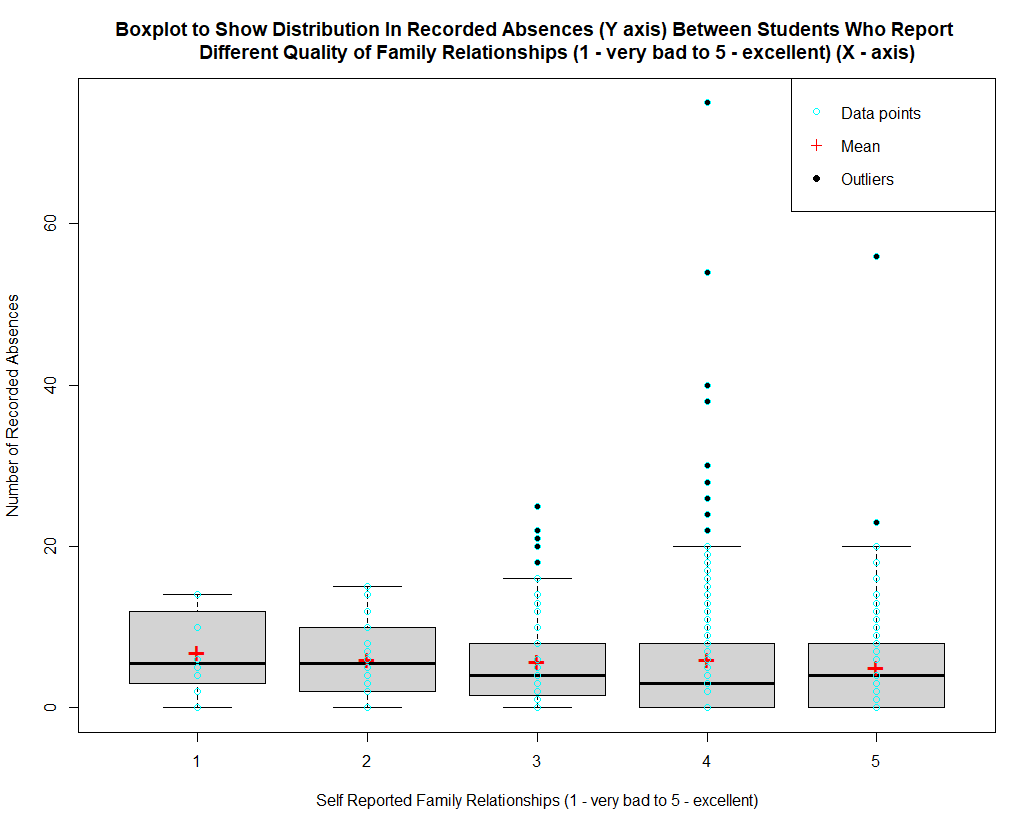 Boxplot to Show Distribution In Recorded Absences (Y axis) Between Students Who Report
Different Quality of Family Relationships (1 - very bad to 5 - excellent) (X - axis)
Data points
Mean
Outliers
Number of Recorded Absences
60
40
20
0
1 2 3 4 5
Self Reported Family Relationships (1 - very bad to 5 - excellent)